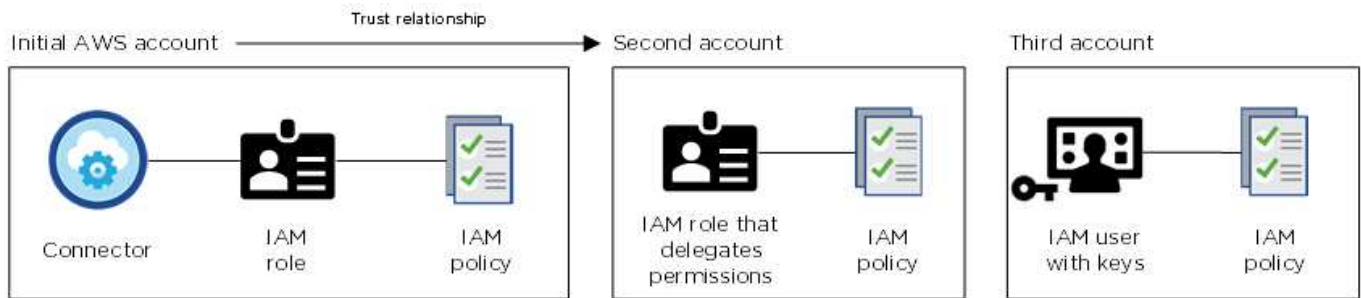 Trust relationship
Initial AWS account
Second account
Third account
Connector
IAM
role
IAM
policy
IAM role that
delegates
permissions
IAM
policy
IAM user
with keys
IAM
policy